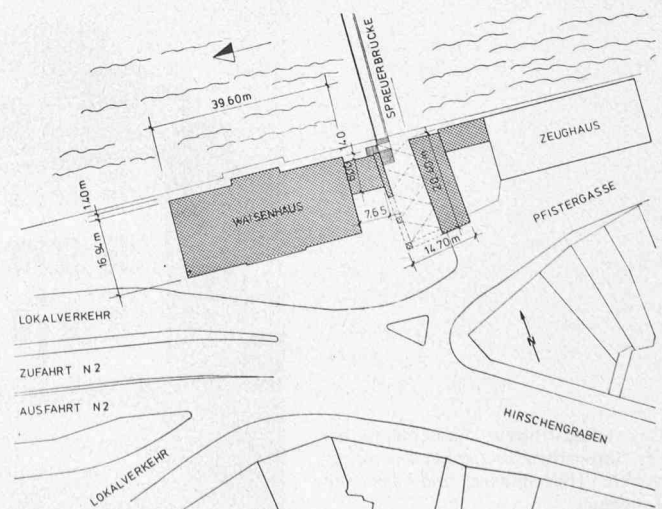 SPREUERBRÜCKE
39.60m
1.40
ZEUGHAUS
20.40m
6.00
WAISENHAUS
7.65
PFISTERGASSE
1.40m
16.94 m
14.70m
LOKALVERKEHR
N
ZUFAHRT N2
AUSFAHRT N2
HIRSCHENGRABEN
LOKALVERKEHR